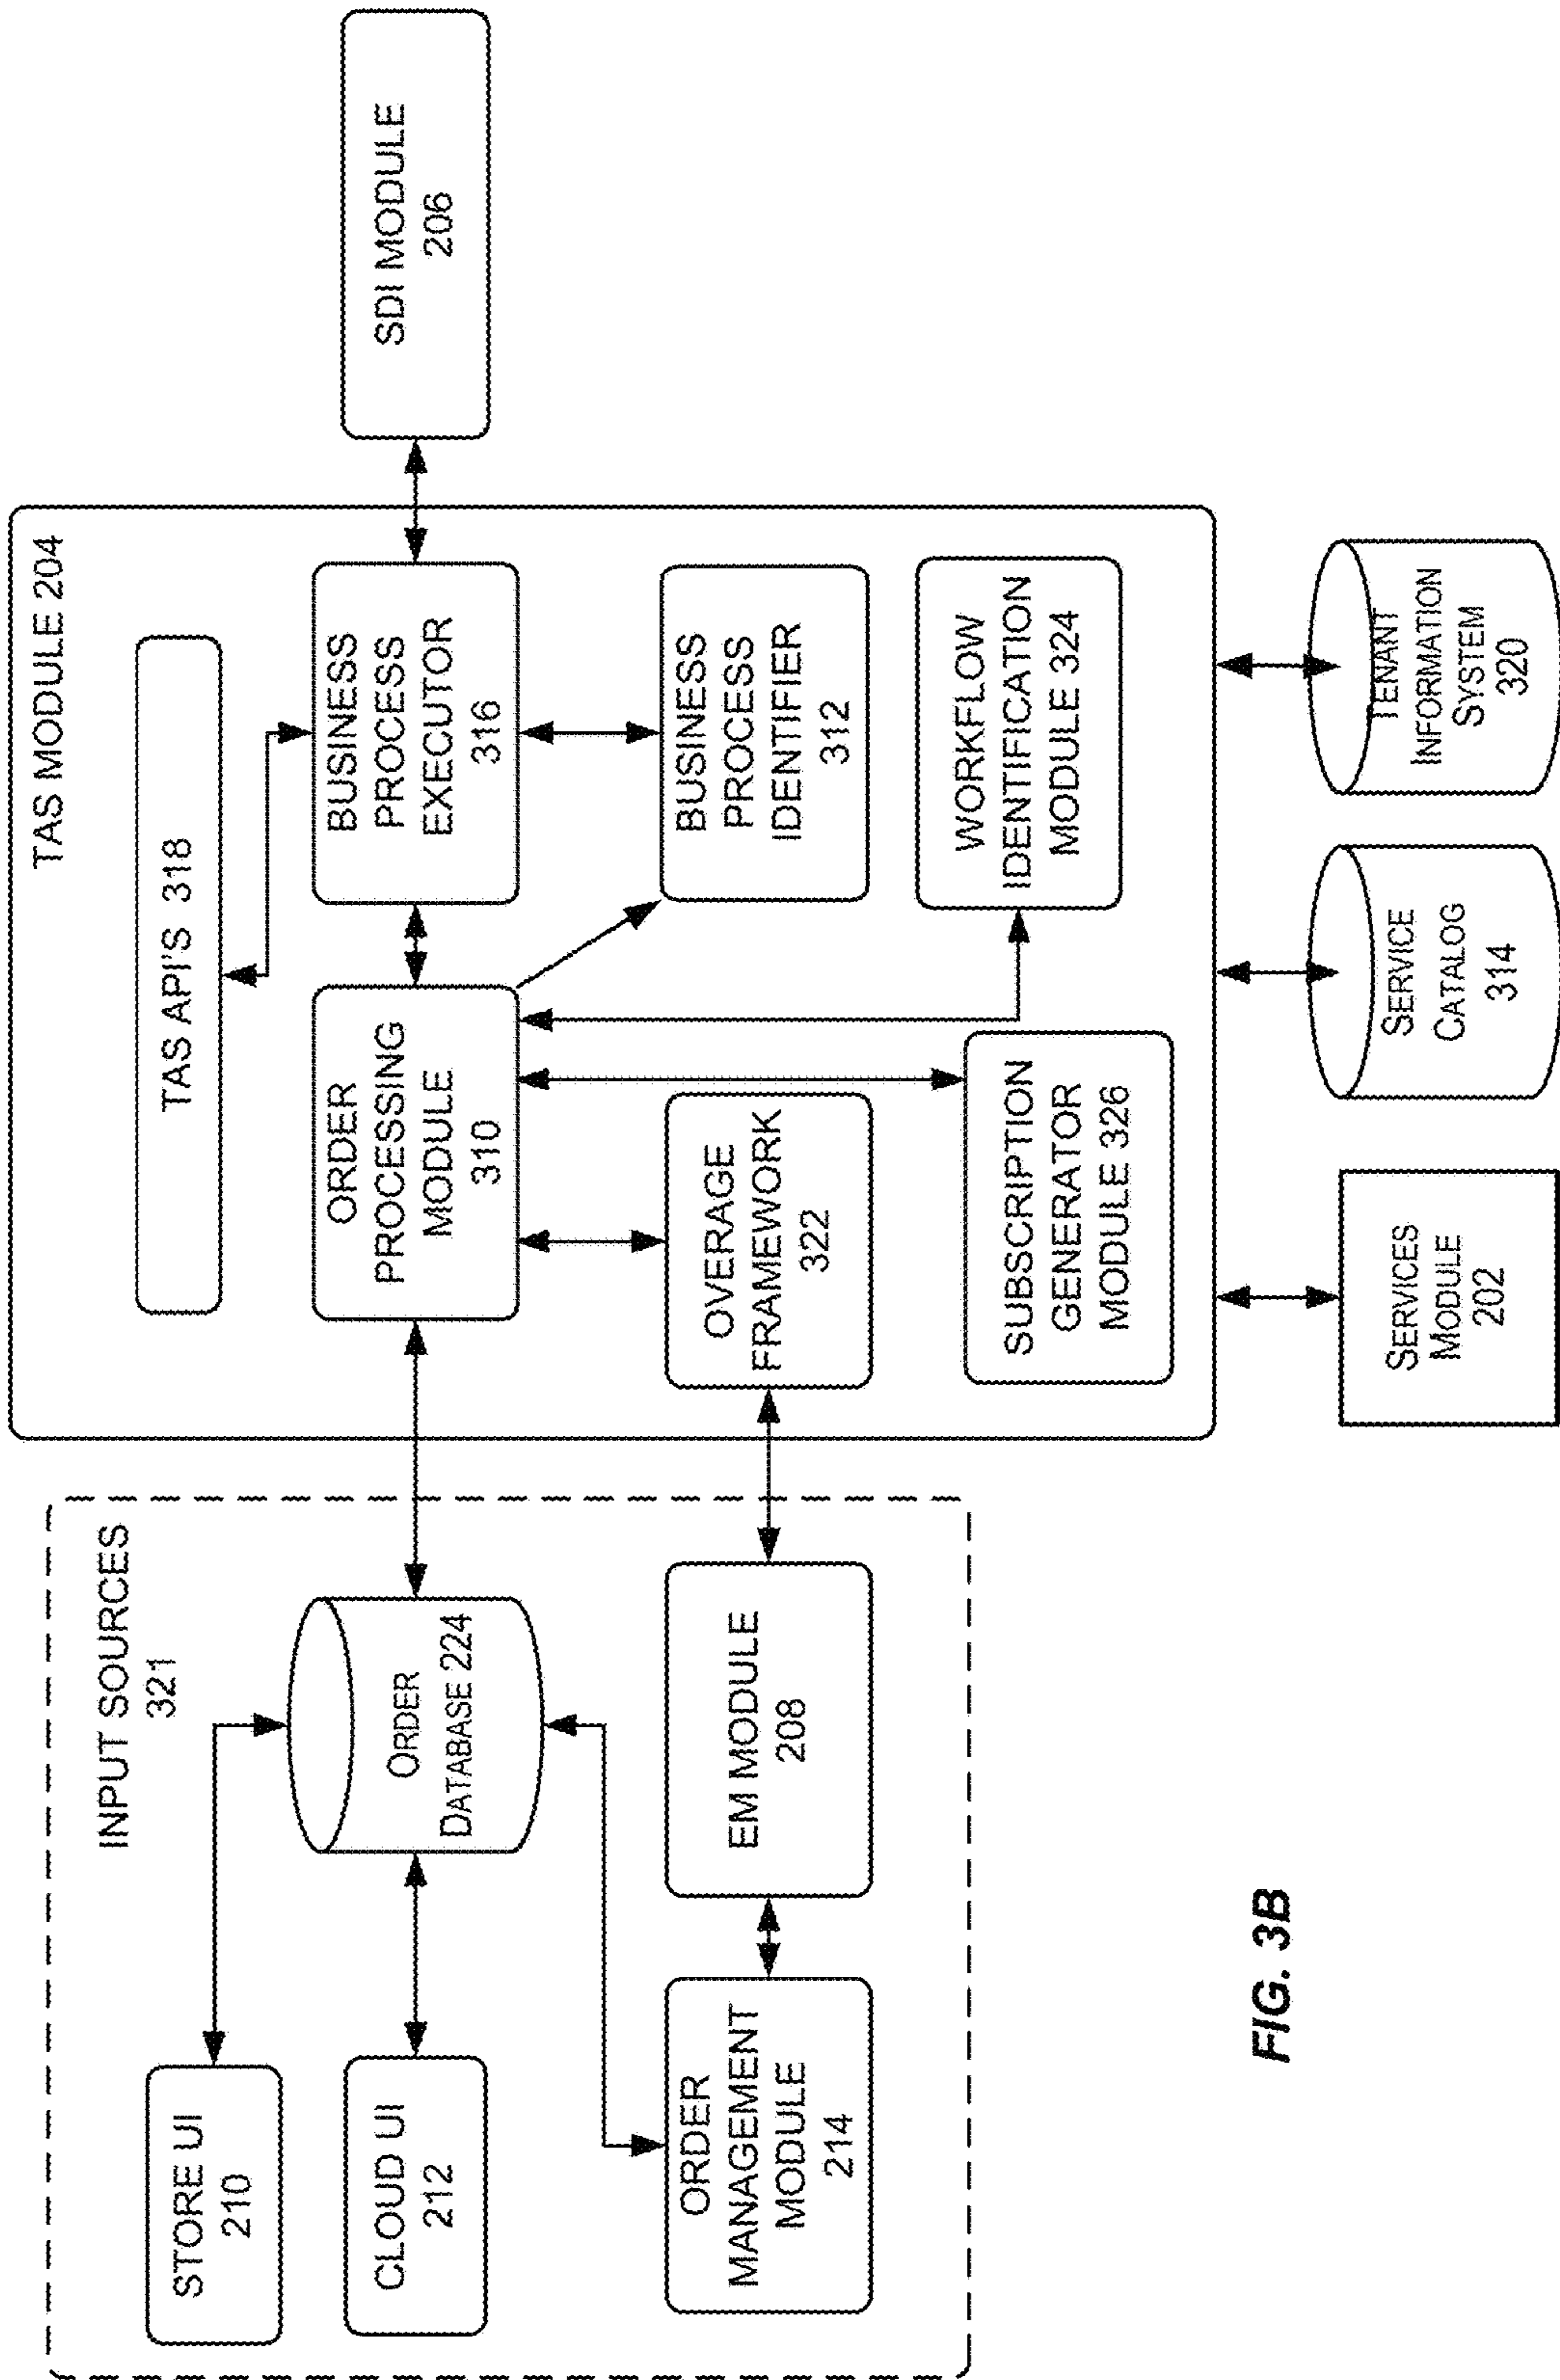 INPUT SOURCES
321
STORE UI
210
CLOUD UI
212
ORDER
MANAGEMENT
MODULE
214
ORDER
DATABASE 224
EM MODULE
208
TAS MODULE 204
TAS API'S 318
ORDER
PROCESSING
MODULE
310
BUSINESS
PROCESS
EXECUTOR
316
OVERAGE
FRAMEWORK
322
BUSINESS
PROCESS
IDENTIFIER
312
SUBSCRIPTION
GENERATOR
MODULE 326
WORKFLOW
IDENTIFICATION
MODULE 324
SDI MODULE
206
SERVICES
MODULE
202
SERVICE
CATALOG
314
TENANT
INFORMATION
SYSTEM
320
FIG. 3B